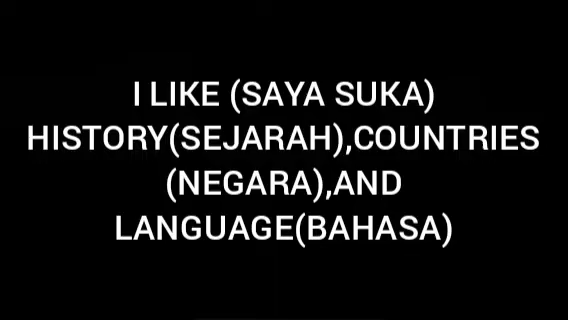 I LIKE (SAYA SUKA)
HISTORY(SEJARAH),COUNTRIES
(NEGARA),AND
LANGUAGE(BAHASA)